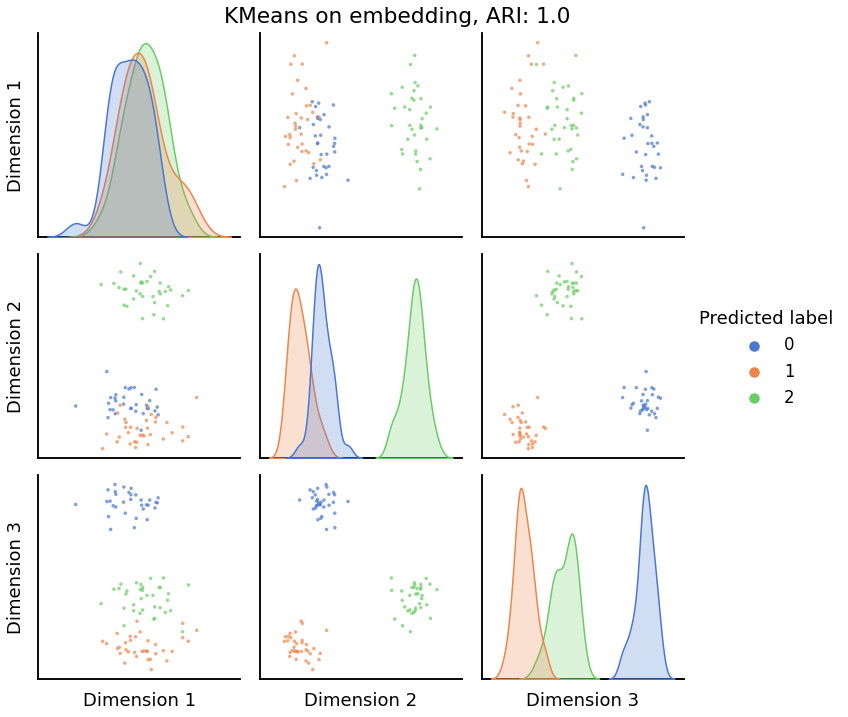 KMeans on embedding, ARI: 1.0
Dimension 1
Dimension 2
Predicted label
0
1
2
Dimension 3
Dimension 1
Dimension 2
Dimension 3